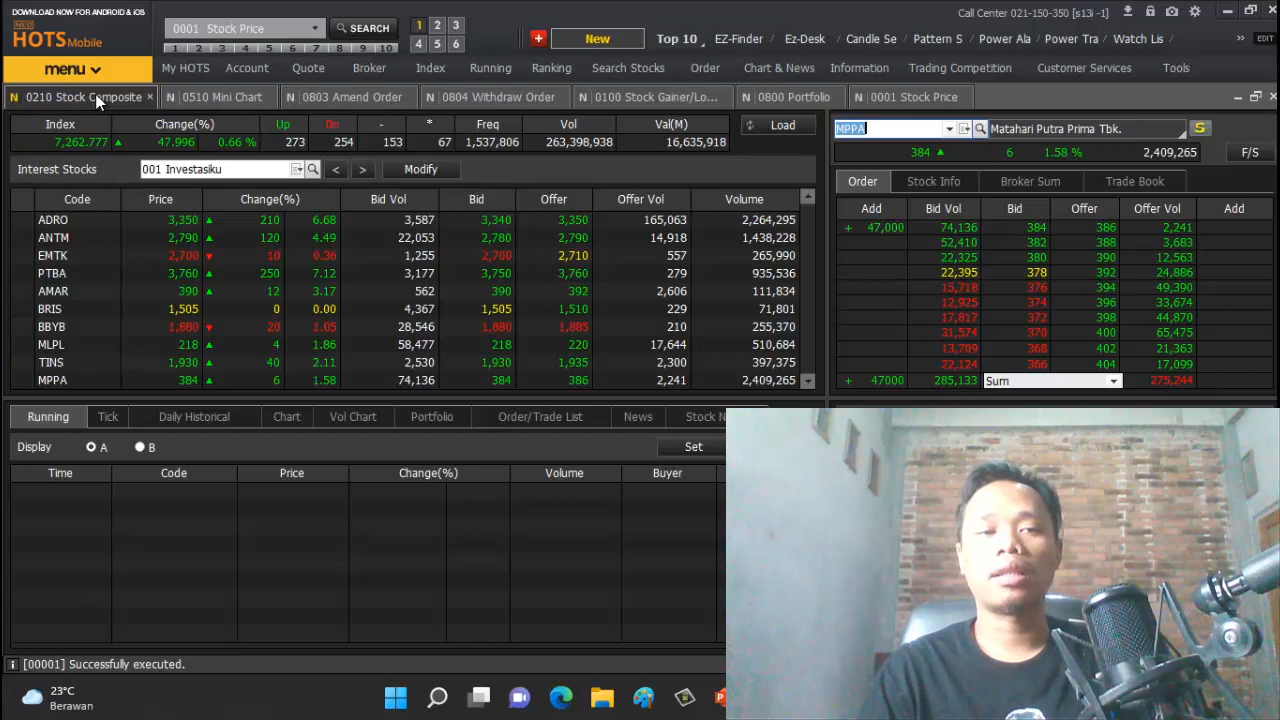 DOWNLOAD NOW FOR ANDROID & iOS
NEO
HOTS Mobile
menu
0001 Stock Price
SEARCH
1 2 3 4 5 6 7 8 9 10
1 2 3
4 5 6
Call Center 021-150-350 [s13i -1]
New
Top 10 EZ-Finder Ez-Desk Candle Se Pattern S Power Ala Power Tra Watch Lis
EDIT
My HOTS Account Quote Broker Index Running Ranking Search Stocks Order Chart & News Information Trading Competition Customer Services Tools
N 0210 Stock Composite × N 0510 Mini Chart N 0803 Amend Order N 0804 Withdraw Order N 0100 Stock Gainer/Lo... N 0800 Portfolio N 0001 Stock Price
Index Change(%) Up Dn - * Freq Vol Val(M)
7,262.777 47.996 0.66 % 273 254 153 67 1,537,806 263,398,938 16,635,918
Load
Interest Stocks 001 Investasiku < > Modify
Code Price Change(%) Bid Vol Bid Offer Offer Vol Volume
ADRO 3,350 210 6.68 3,587 3,340 3,350 165,063 2,264,295
ANTM 2,790 120 4.49 22,053 2,780 2,790 14,918 1,438,228
EMTK 2,700 10 0.36 1,255 2,700 2,710 557 265,990
PTBA 3,760 250 7.12 3,177 3,750 3,760 279 935,536
AMAR 390 12 3.17 562 390 392 2,606 111,834
BRIS 1,505 0 0.00 4,367 1,505 1,510 229 71,801
BBYB 1,880 20 1.05 28,546 1,880 1,885 210 255,370
MLPL 218 4 1.86 58,477 218 220 17,644 510,684
TINS 1,930 40 2.11 2,530 1,930 1,935 2,300 397,375
MPPA 384 6 1.58 74,136 384 386 2,241 2,409,265
MPPA Matahari Putra Prima Tbk. S
384 6 1.58 % 2,409,265 F/S
Order Stock Info Broker Sum Trade Book
Add Bid Vol Bid Offer Offer Vol Add
+ 47,000 74,136 384 386 2,241
52,410 382 388 3,683
22,325 380 390 12,563
22,395 378 392 24,886
15,718 376 394 49,390
12,925 374 396 33,674
17,817 372 398 44,870
31,574 370 400 65,475
13,709 368 402 21,363
22,124 366 404 17,099
+ 47000 285,133 Sum 275,244
Running Tick Daily Historical Chart Vol Chart Portfolio Order/Trade List News Stock N
Display A B Set
Time Code Price Change(%) Volume Buyer
[00001] Successfully executed.
23°C
Berawan